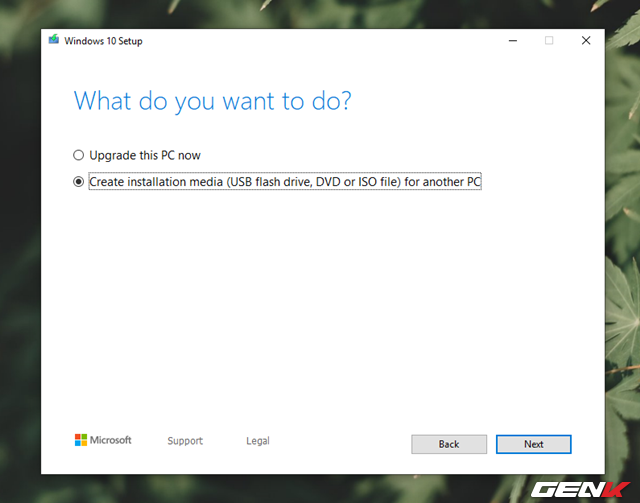 Windows 10 Setup
What do you want to do?
Upgrade this PC now
Create installation media (USB flash drive, DVD or ISO file) for another PC
Microsoft
Support
Legal
Back
Next
GENK